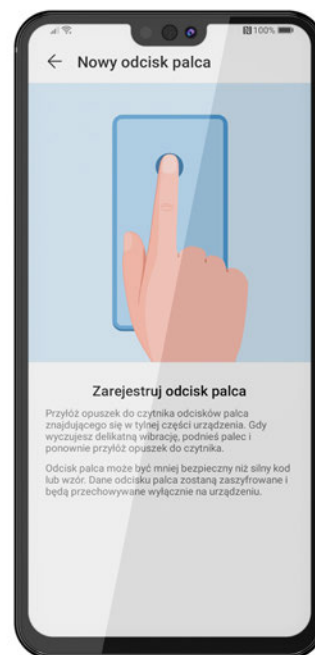 100%
Nowy odcisk palca
Zarejestruj odcisk palca
Przyłóż opuszek do czytnika odcisków palca
znajdującego się w tylnej części urządzenia. Gdy
wyczujesz delikatną wibrację, podnieś palec i
ponownie przyłóż opuszek do czytnika.
Odcisk palca może być mniej bezpieczny niż silny kod
lub wzór. Dane odcisku palca zostaną zaszyfrowane i
będą przechowywane wyłącznie na urządzeniu.